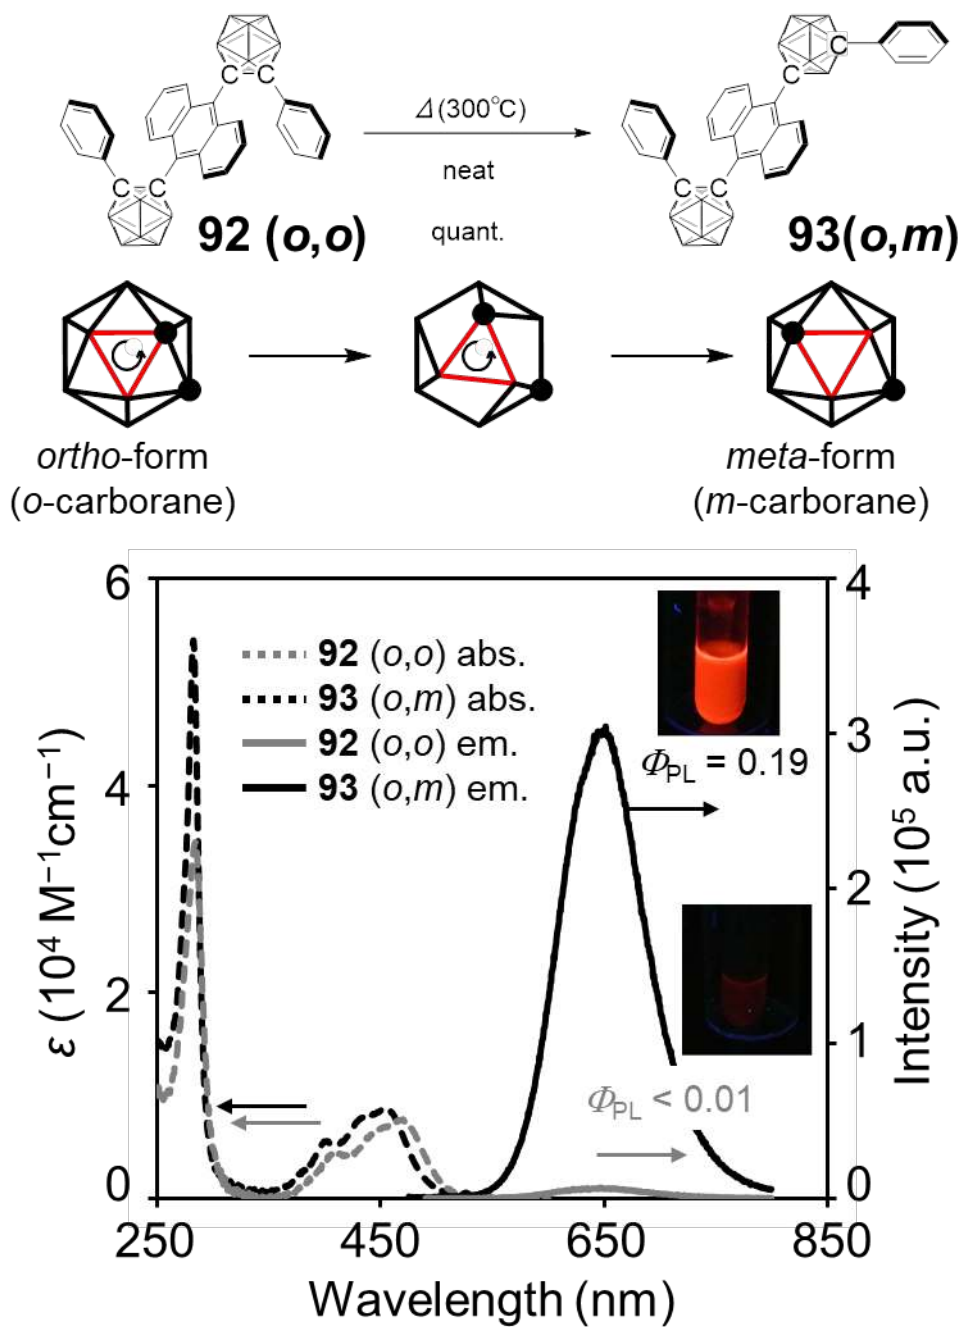 C
C C
Δ(300°C)
neat
quant.
C
C C
C C
C
92 (o,o)
93(o,m)
ortho-form
(o-carborane)
meta-form
(m-carborane)
6
4
2
0
ε (10⁴ M⁻¹cm⁻¹)
92 (o,o) abs.
93 (o,m) abs.
92 (o,o) em.
93 (o,m) em.
Φ_PL = 0.19
Φ_PL < 0.01
4
3
2
1
0
Intensity (10⁵ a.u.)
250 450 650 850
Wavelength (nm)